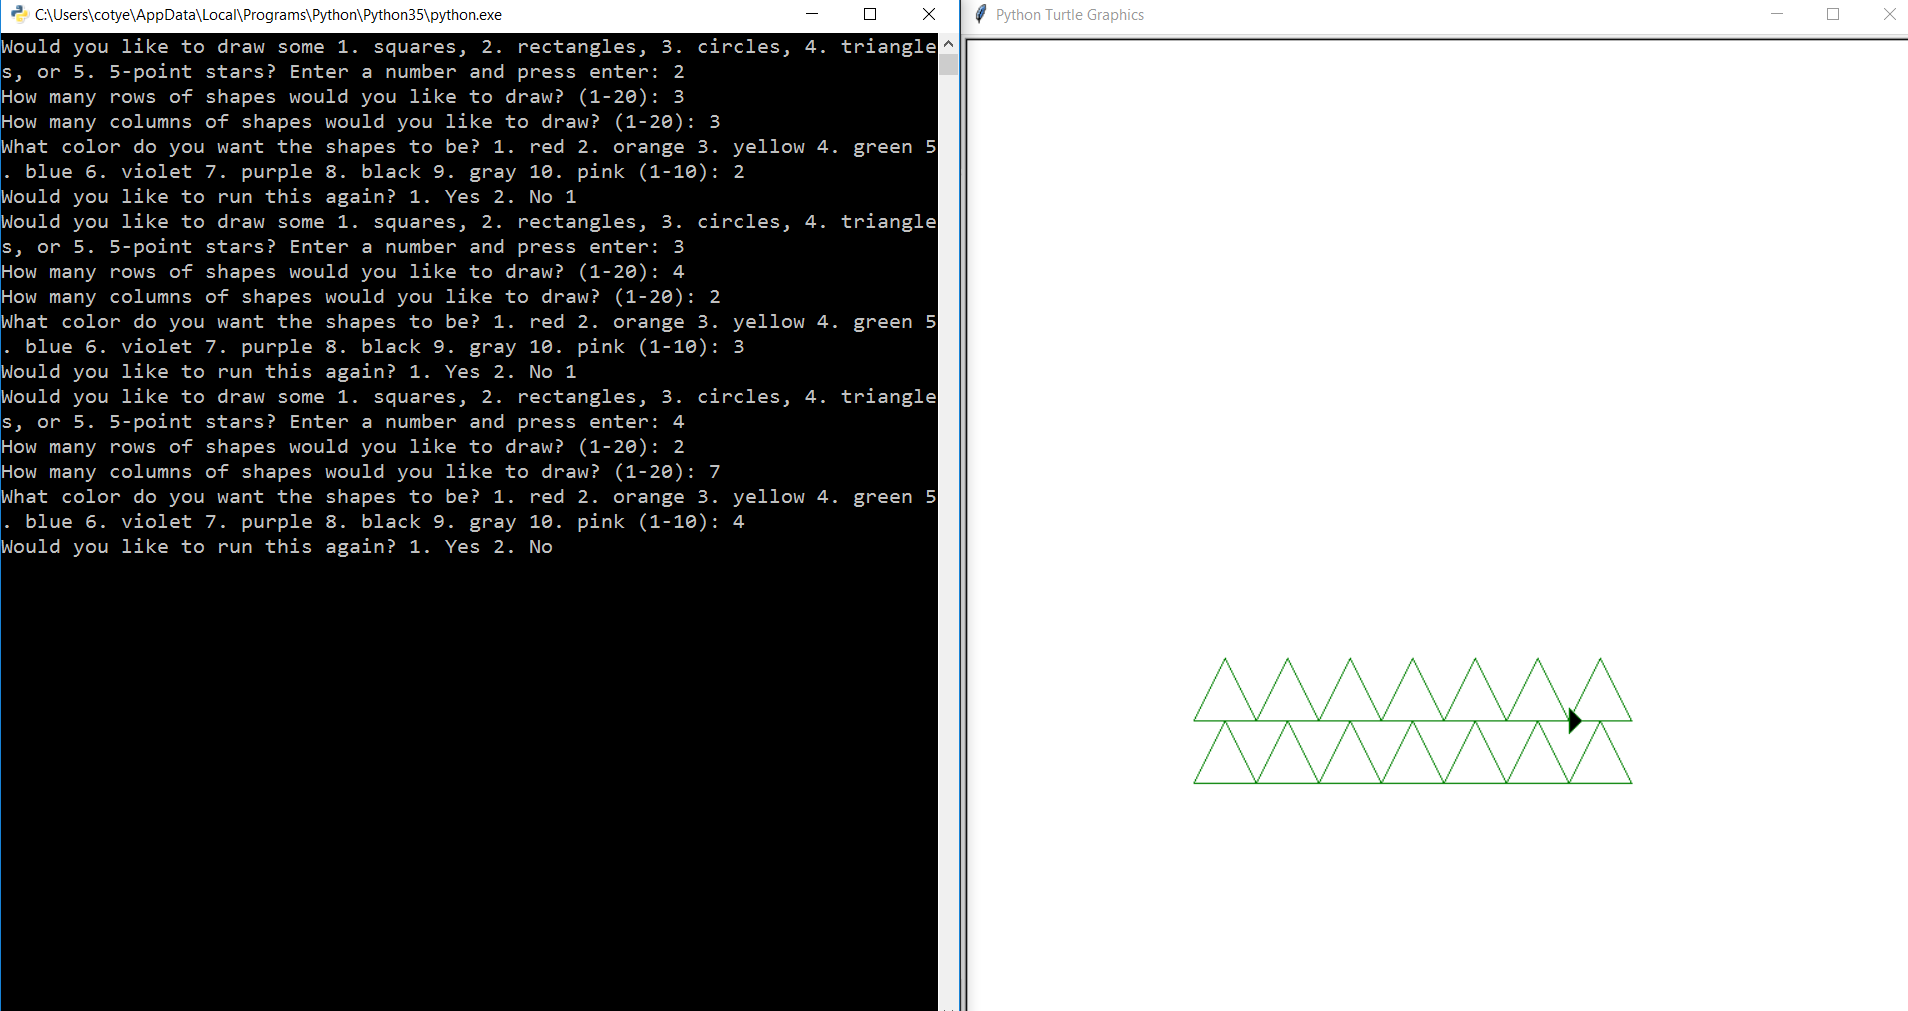 C:\Users\cotye\AppData\Local\Programs\Python\Python35\python.exe
Would you like to draw some 1. squares, 2. rectangles, 3. circles, 4. triangle
s, or 5. 5-point stars? Enter a number and press enter: 2
How many rows of shapes would you like to draw? (1-20): 3
How many columns of shapes would you like to draw? (1-20): 3
What color do you want the shapes to be? 1. red 2. orange 3. yellow 4. green 5
. blue 6. violet 7. purple 8. black 9. gray 10. pink (1-10): 2
Would you like to run this again? 1. Yes 2. No 1
Would you like to draw some 1. squares, 2. rectangles, 3. circles, 4. triangle
s, or 5. 5-point stars? Enter a number and press enter: 3
How many rows of shapes would you like to draw? (1-20): 4
How many columns of shapes would you like to draw? (1-20): 2
What color do you want the shapes to be? 1. red 2. orange 3. yellow 4. green 5
. blue 6. violet 7. purple 8. black 9. gray 10. pink (1-10): 3
Would you like to run this again? 1. Yes 2. No 1
Would you like to draw some 1. squares, 2. rectangles, 3. circles, 4. triangle
s, or 5. 5-point stars? Enter a number and press enter: 4
How many rows of shapes would you like to draw? (1-20): 2
How many columns of shapes would you like to draw? (1-20): 7
What color do you want the shapes to be? 1. red 2. orange 3. yellow 4. green 5
. blue 6. violet 7. purple 8. black 9. gray 10. pink (1-10): 4
Would you like to run this again? 1. Yes 2. No
Python Turtle Graphics